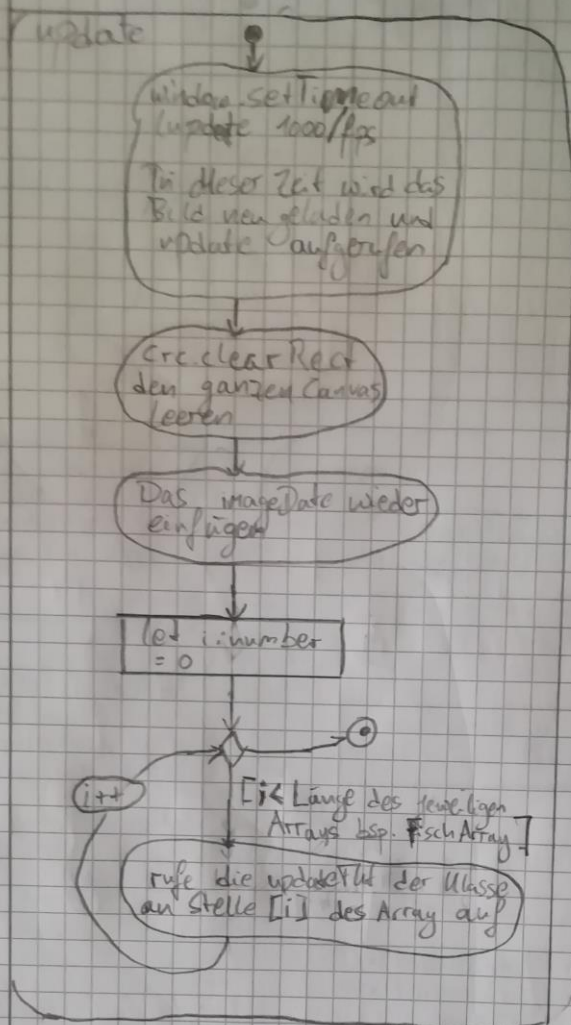 update
window.setTimeout
(update 1000/fps
In dieser Zeit wird das
Bild neu geladen und
update aufgerufen
crc.clearRect
den ganzen Canvas
leeren
Das imageData wieder
einfügen
let i:number
= 0
i++
[i< Länge des jeweiligen
Arrays bsp. FischArray]
rufe die update der Klasse
an Stelle [i] des Array auf